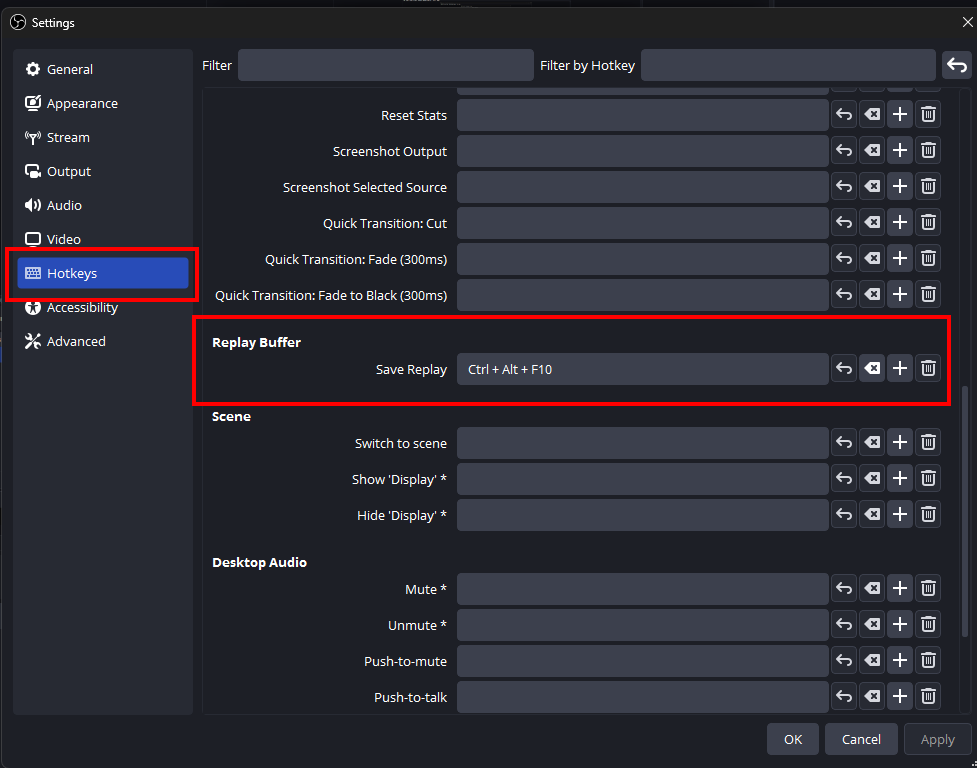 Settings
General
Appearance
Stream
Output
Audio
Video
Hotkeys
Accessibility
Advanced
Filter
Filter by Hotkey
Reset Stats
Screenshot Output
Screenshot Selected Source
Quick Transition: Cut
Quick Transition: Fade (300ms)
Quick Transition: Fade to Black (300ms)
Replay Buffer
Save Replay
Ctrl + Alt + F10
Scene
Switch to scene
Show 'Display' *
Hide 'Display' *
Desktop Audio
Mute *
Unmute *
Push-to-mute
Push-to-talk
OK
Cancel
Apply